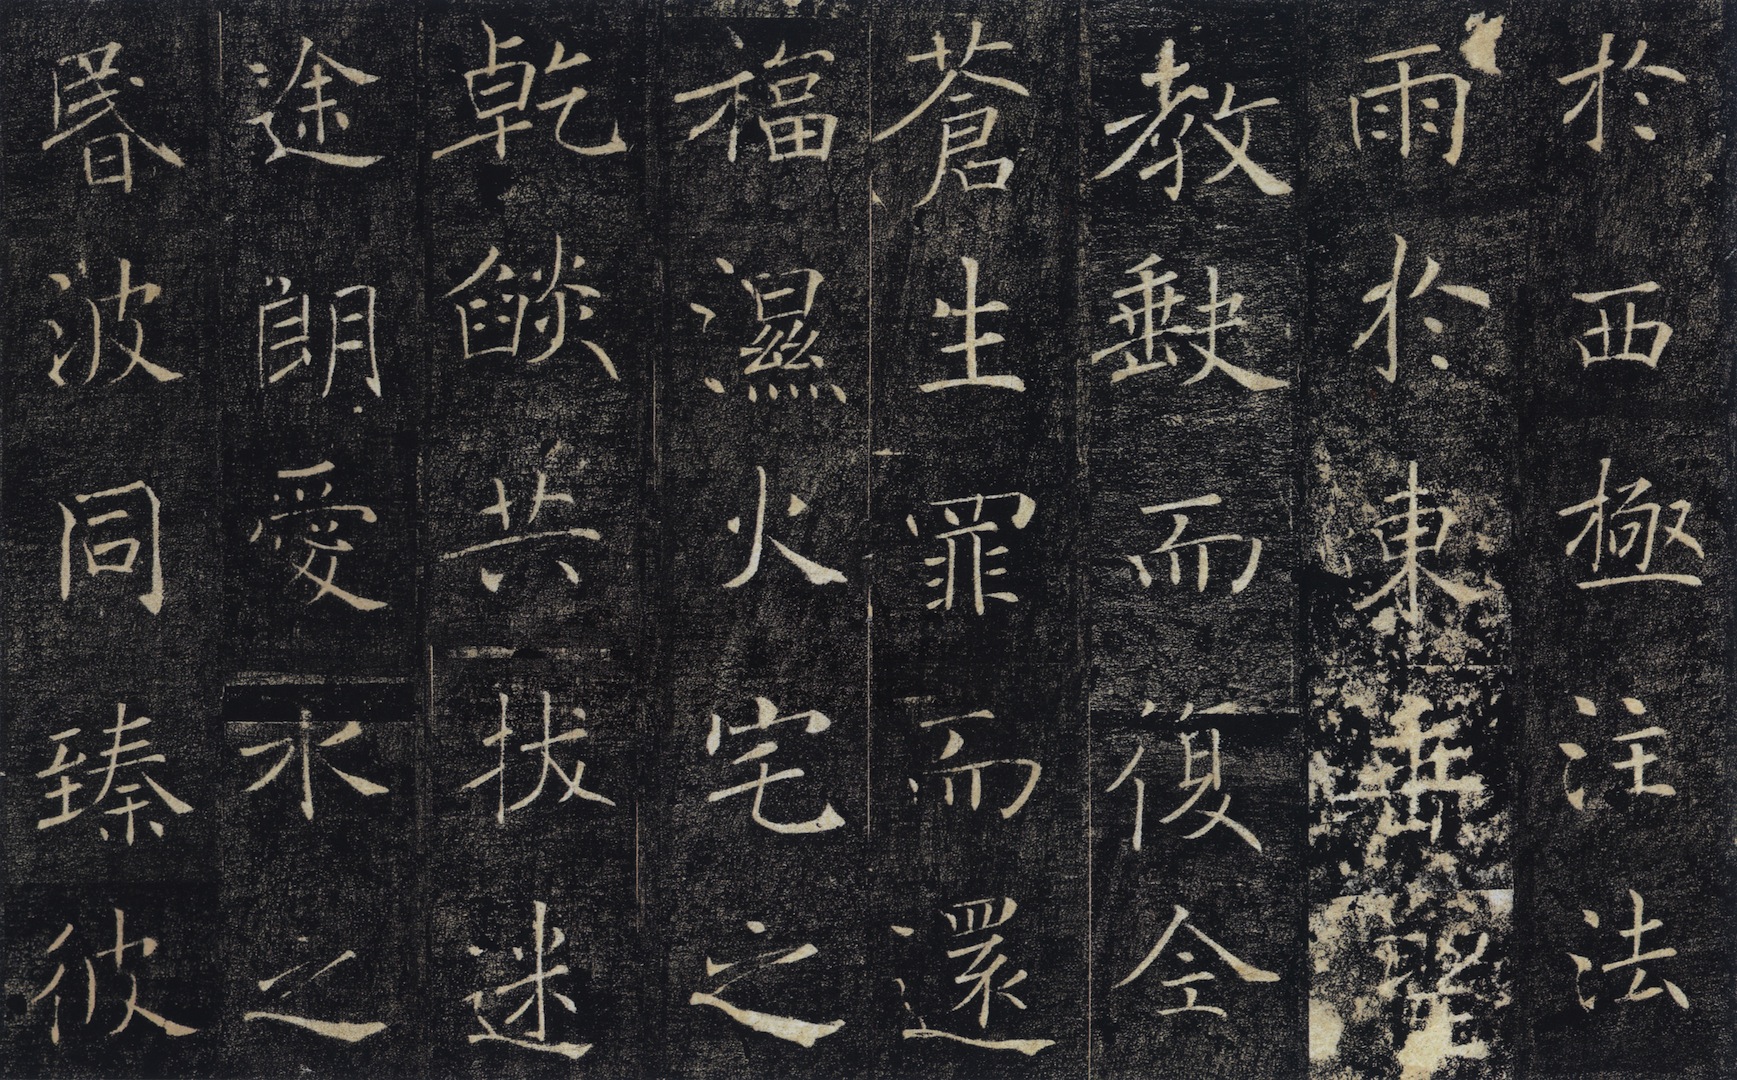 於西極注法
雨於東垂聖
教缺而復全
蒼生罪而還
福濕火宅之
乾燄共拔迷
途朗愛水之
昏波同臻彼